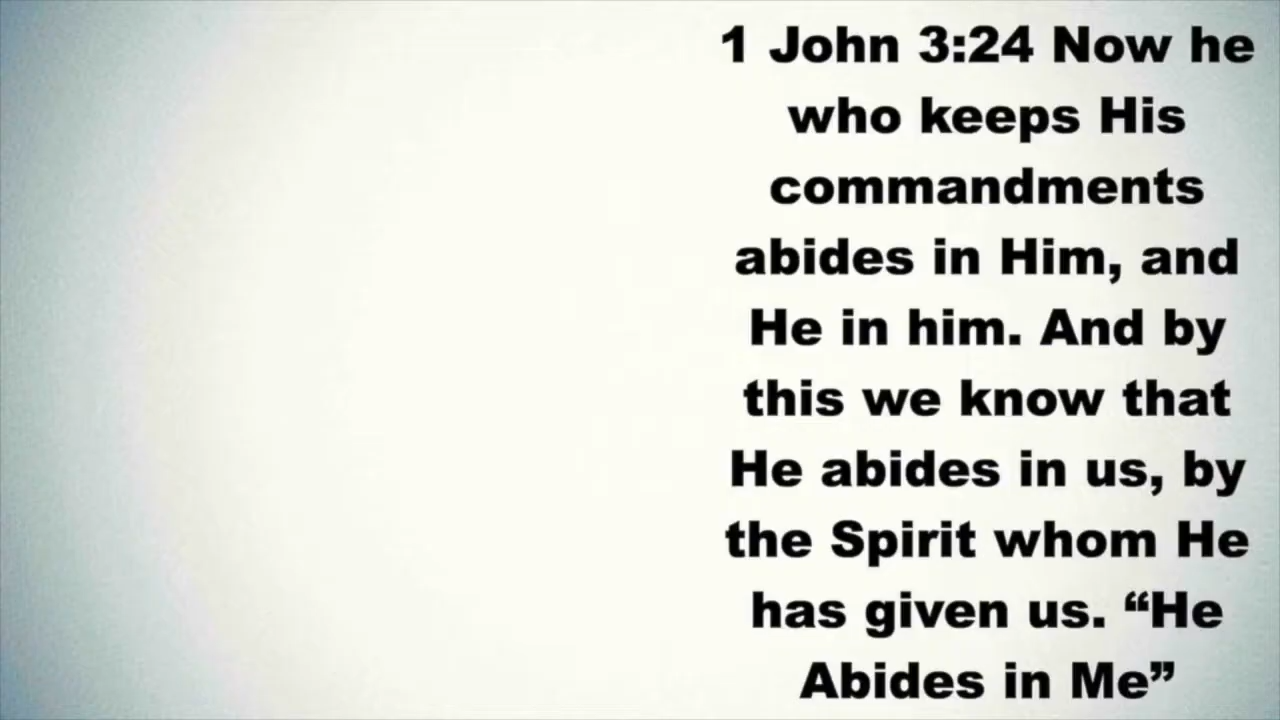 1 John 3:24 Now he
who keeps His
commandments
abides in Him, and
He in him. And by
this we know that
He abides in us, by
the Spirit whom He
has given us. “He
Abides in Me”